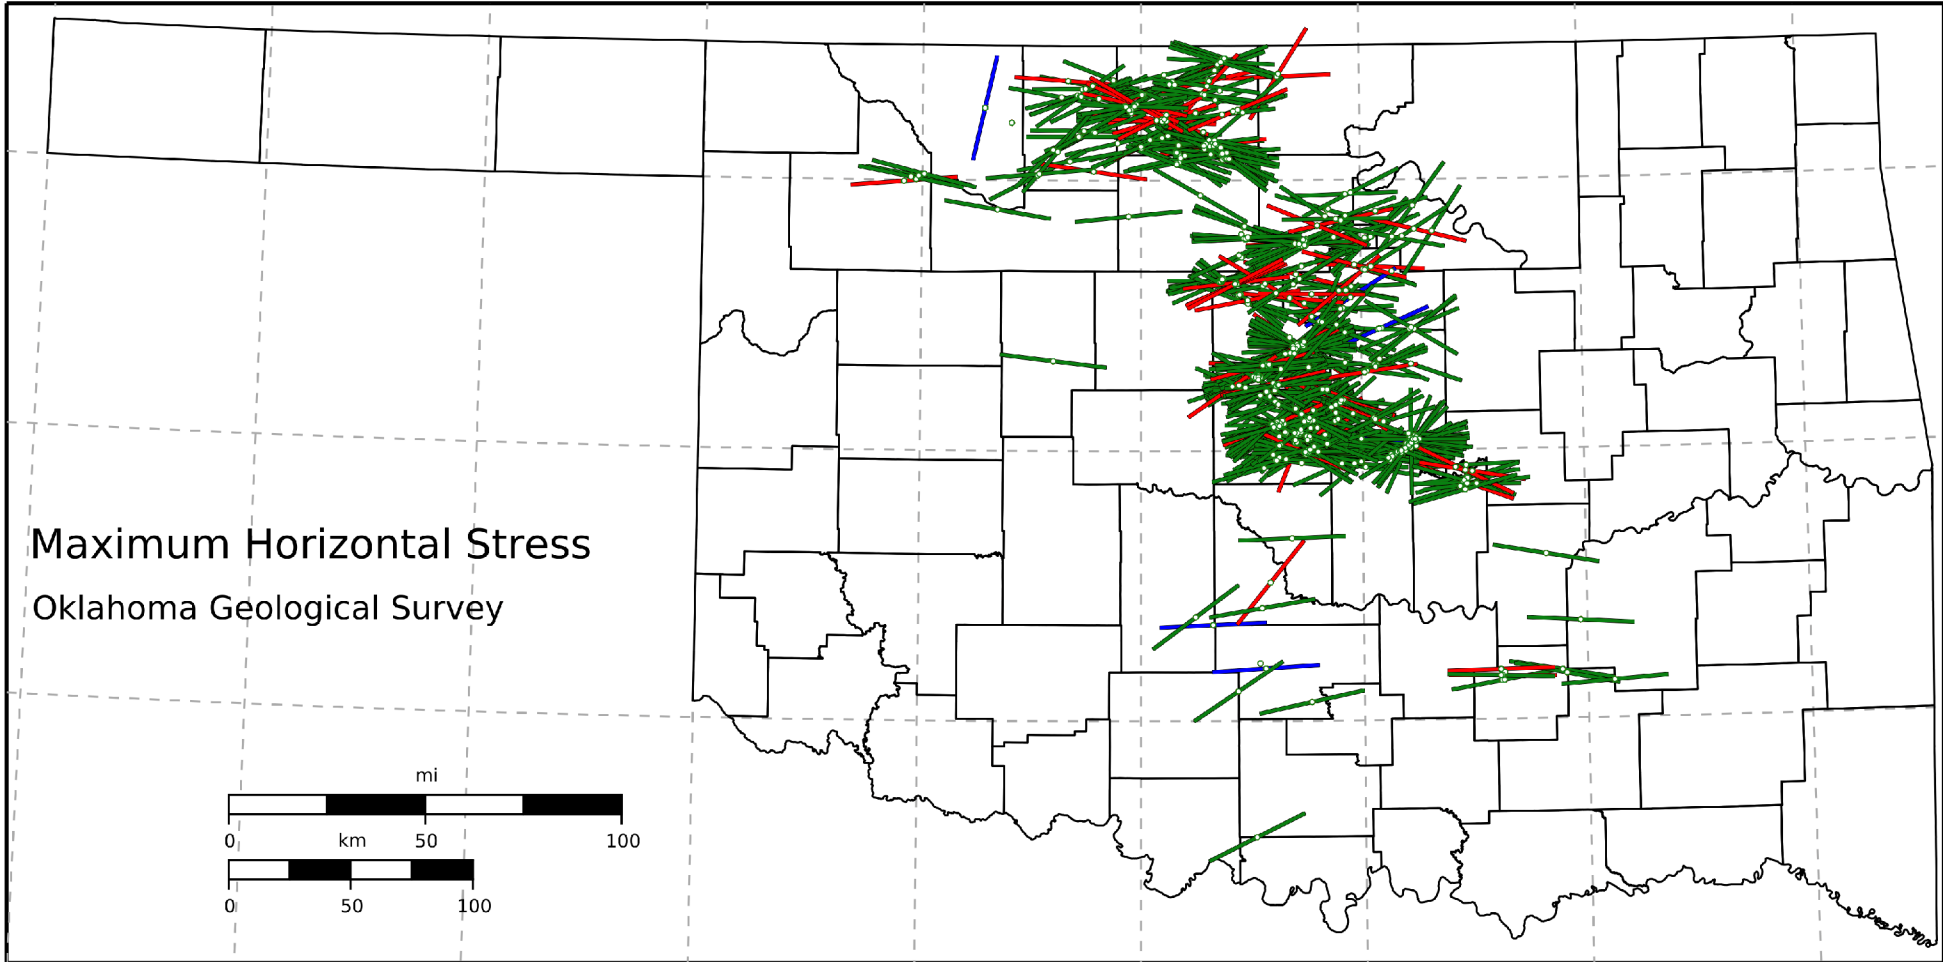 Maximum Horizontal Stress
Oklahoma Geological Survey
mi
0 50 100
km
0 50 100